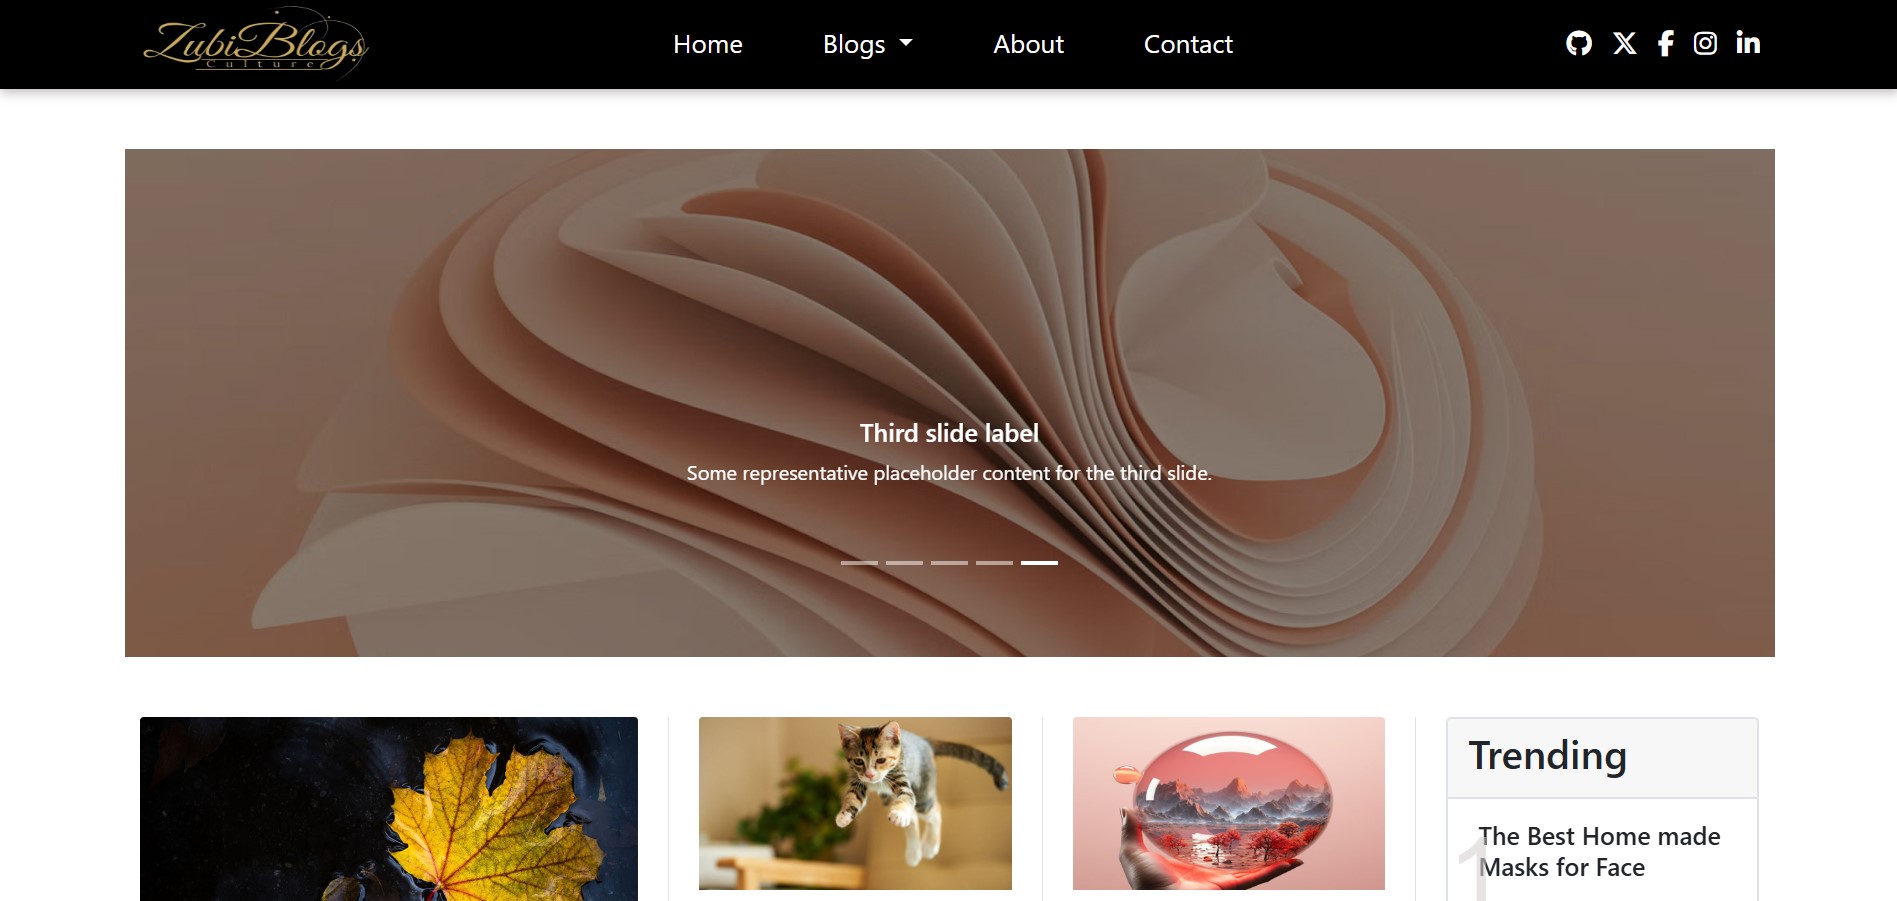 ZubiBlogs
Culture
Home
Blogs
About
Contact
Third slide label
Some representative placeholder content for the third slide.
Trending
1
The Best Home made
Masks for Face